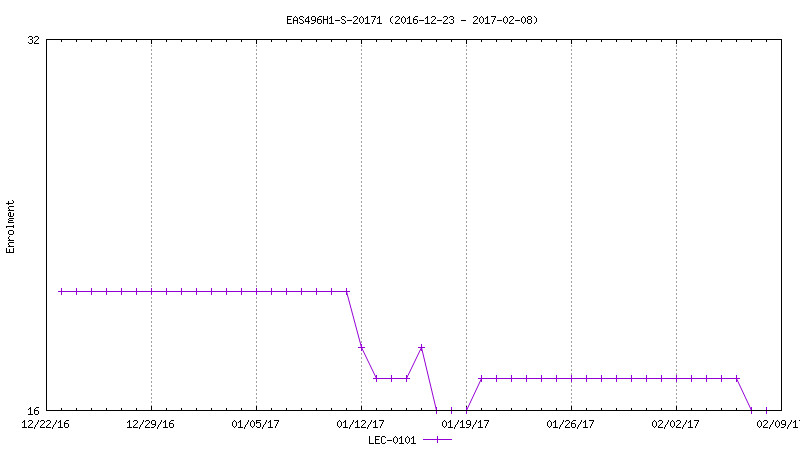 EAS496H1-S-20171 (2016-12-23 - 2017-02-08)
32
Enrolment
16
12/22/16 12/29/16 01/05/17 01/12/17 01/19/17 01/26/17 02/02/17 02/09/1
LEC-0101